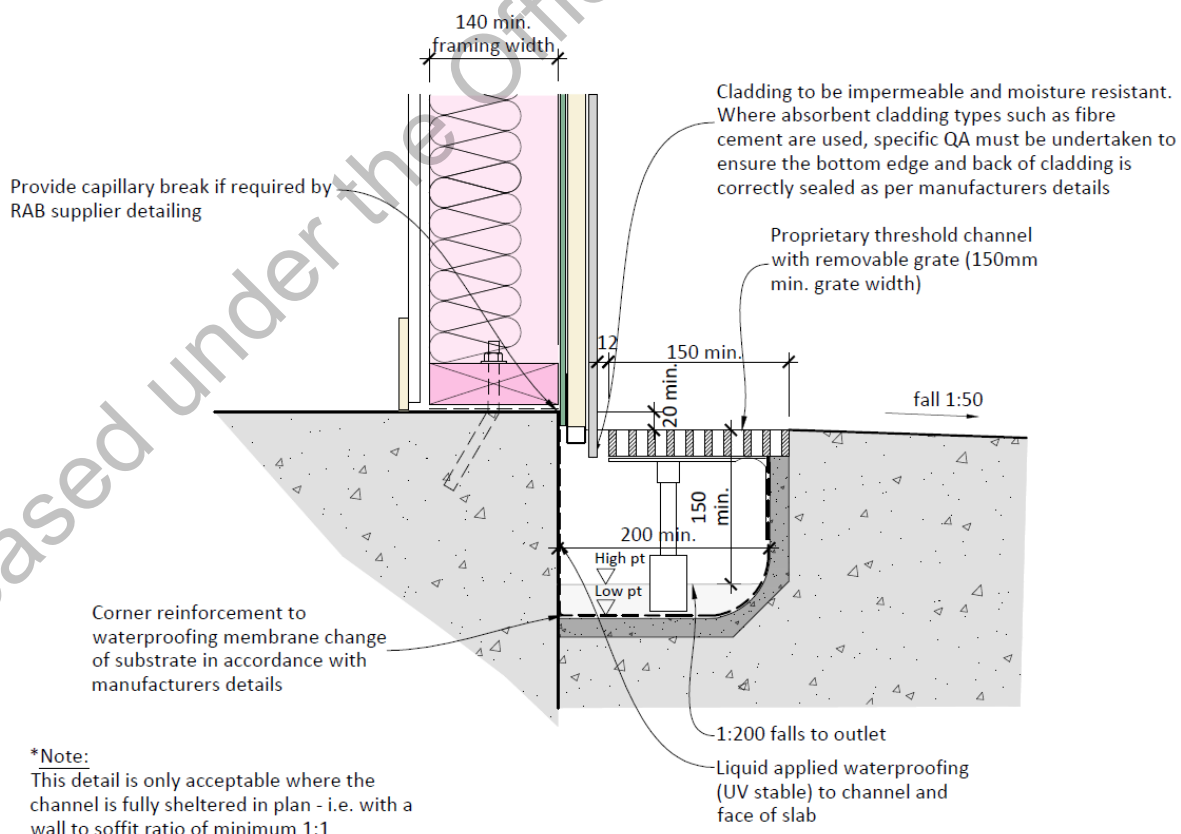 140 min.
framing width
Cladding to be impermeable and moisture resistant.
Where absorbent cladding types such as fibre
cement are used, specific QA must be undertaken to
ensure the bottom edge and back of cladding is
correctly sealed as per manufacturers details
Provide capillary break if required by
RAB supplier detailing
Proprietary threshold channel
with removable grate (150mm
min. grate width)
12
150 min.
20 min.
fall 1:50
150
min.
200 min.
High pt
Low pt
Corner reinforcement to
waterproofing membrane change
of substrate in accordance with
manufacturers details
1:200 falls to outlet
Liquid applied waterproofing
(UV stable) to channel and
face of slab
*Note:
This detail is only acceptable where the
channel is fully sheltered in plan - i.e. with a
wall to soffit ratio of minimum 1:1
ased under the Offi